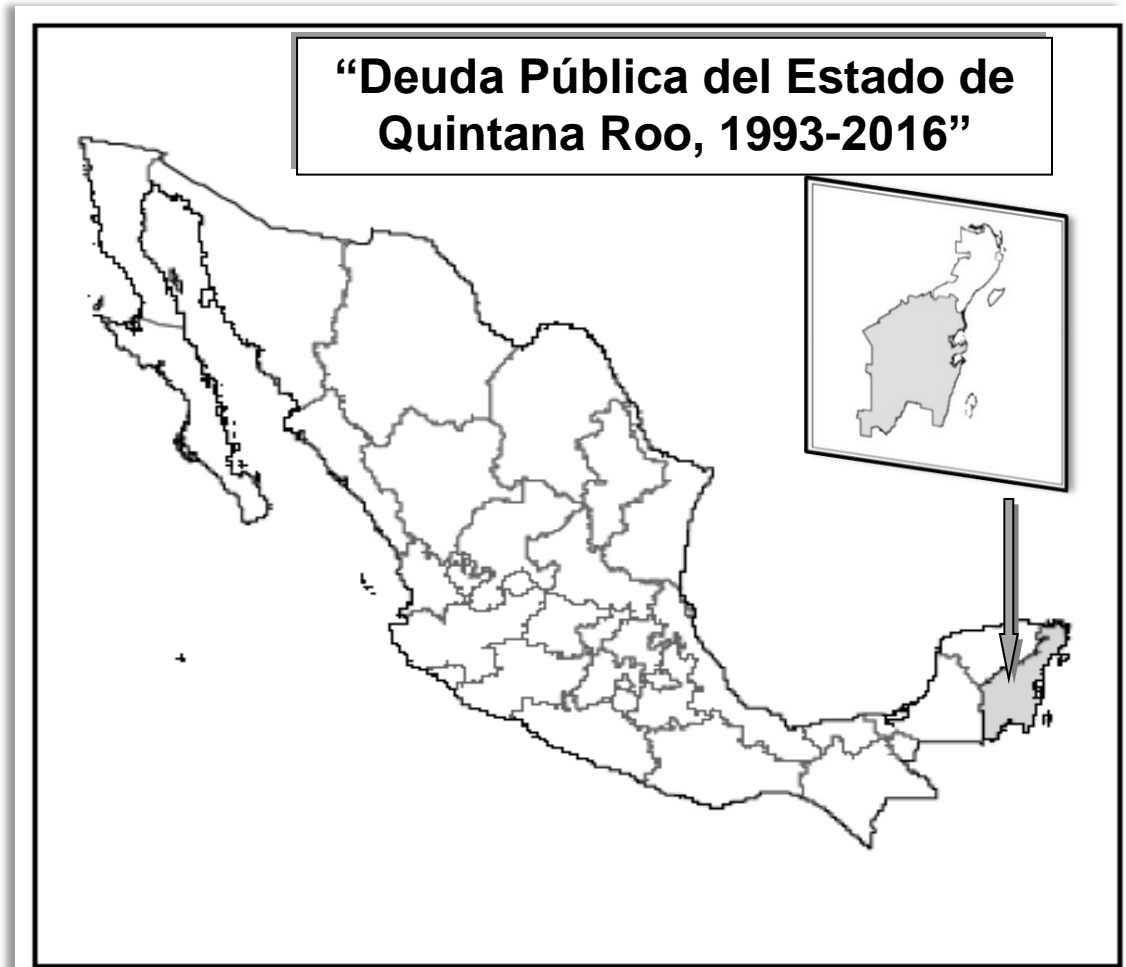 “Deuda Pública del Estado de
Quintana Roo, 1993-2016”